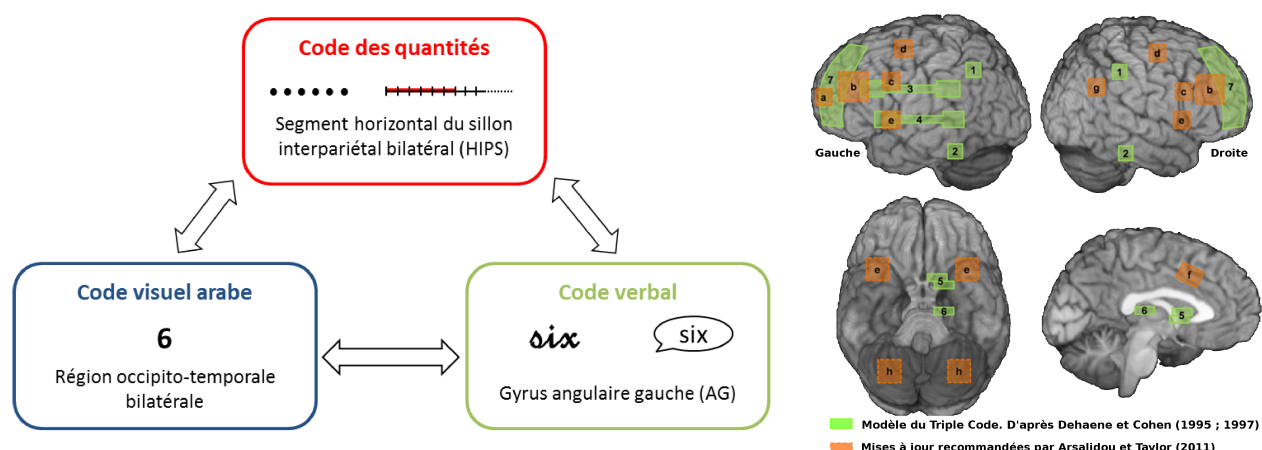 Code des quantités
Segment horizontal du sillon
interpariétal bilatéral (HIPS)
Code visuel arabe
6
Région occipito-temporale
bilatérale
Code verbal
six
six
Gyrus angulaire gauche (AG)
d
7
a
b
c
3
1
e
4
2
Gauche
d
1
g
c
b
7
e
2
Droite
e
e
5
6
h
h
f
6
5
Modèle du Triple Code. D'après Dehaene et Cohen (1995 ; 1997)
Mises à jour recommandées par Arsalidou et Taylor (2011)